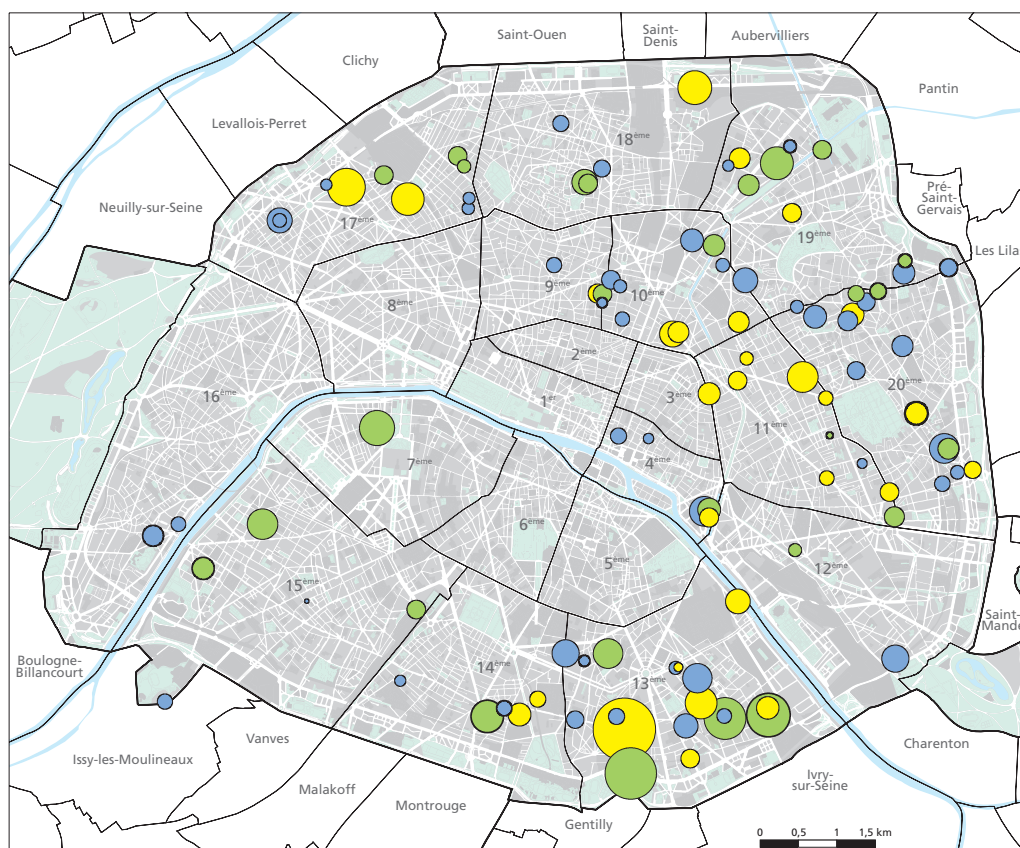 Saint-Ouen
Saint-
Denis
Aubervilliers
Clichy
Pantin
Levallois-Perret
18ème
Pré-
Saint-
Gervais
Neuilly-sur-Seine
17ème
19ème
Les Lila
9ème
10ème
8ème
2ème
1er
3ème
16ème
20ème
11ème
7ème
4ème
6ème
5ème
12ème
15ème
Saint-
Mandé
Boulogne-
Billancourt
14ème
13ème
Charenton
Issy-les-Moulineaux
Vanves
Ivry-
sur-Seine
Malakoff
Montrouge
Gentilly
0 0,5 1 1,5 km